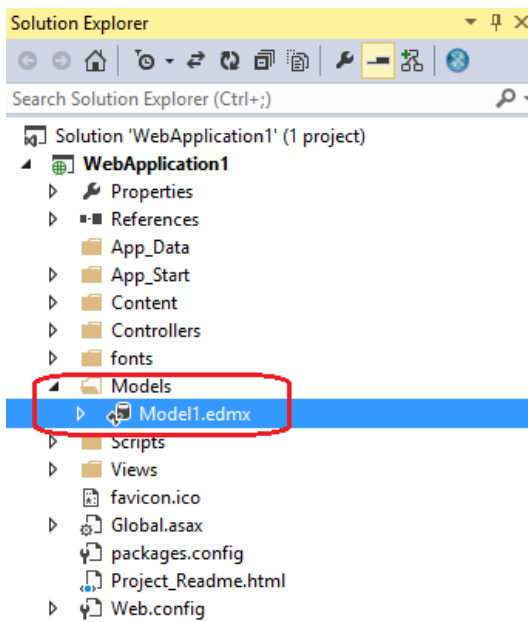 Solution Explorer
Search Solution Explorer (Ctrl+;)
Solution 'WebApplication1' (1 project)
WebApplication1
Properties
References
App_Data
App_Start
Content
Controllers
fonts
Models
Model1.edmx
Scripts
Views
favicon.ico
Global.asax
packages.config
Project_Readme.html
Web.config